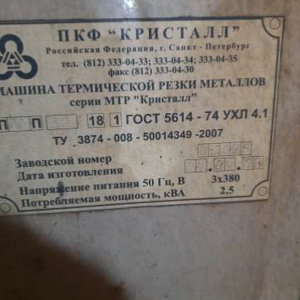 ПКФ “КРИСТАЛЛ”
Российская Федерация, г. Санкт - Петербург
тел. (812) 333-04-33; 333-04-34; 333-04-35
факс (812) 333-04-30
МАШИНА ТЕРМИЧЕСКОЙ РЕЗКИ МЕТАЛЛОВ
серии МТР "Кристалл"
П П 18 1 ГОСТ 5614 - 74 УХЛ 4.1
ТУ 3874 - 008 - 50014349 -2007
Заводской номер
Дата изготовления
Напряжение питания 50 Гц, В 3x380
Потребляемая мощность, кВА 2,5